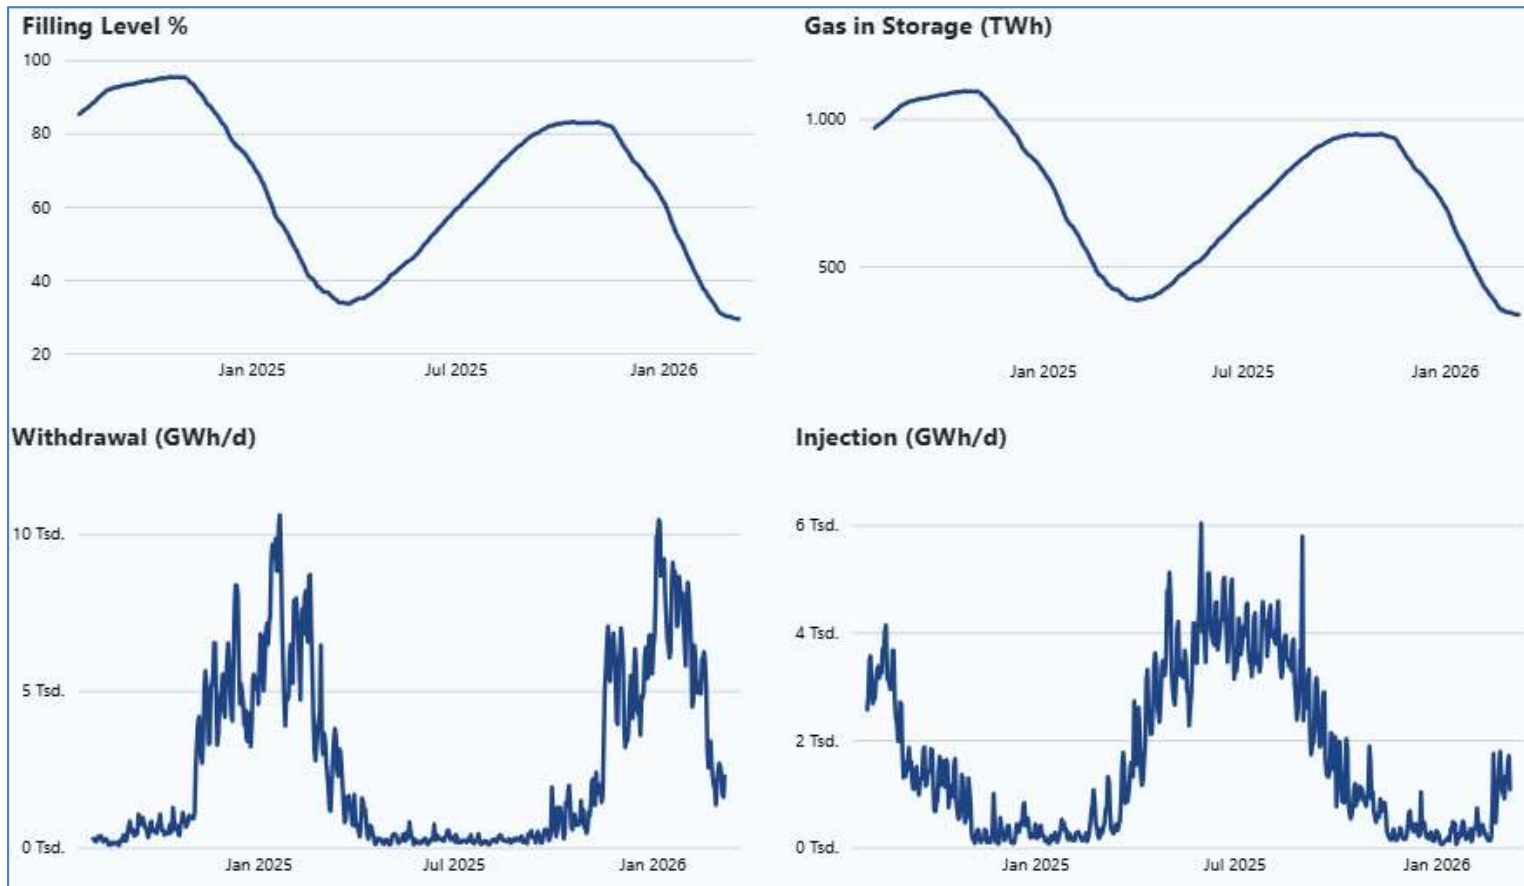 Filling Level %
100
80
60
40
20
Jan 2025 Jul 2025 Jan 2026
Gas in Storage (TWh)
1.000
500
Jan 2025 Jul 2025 Jan 2026
Withdrawal (GWh/d)
10 Tsd.
5 Tsd.
0 Tsd.
Jan 2025 Jul 2025 Jan 2026
Injection (GWh/d)
6 Tsd.
4 Tsd.
2 Tsd.
0 Tsd.
Jan 2025 Jul 2025 Jan 2026